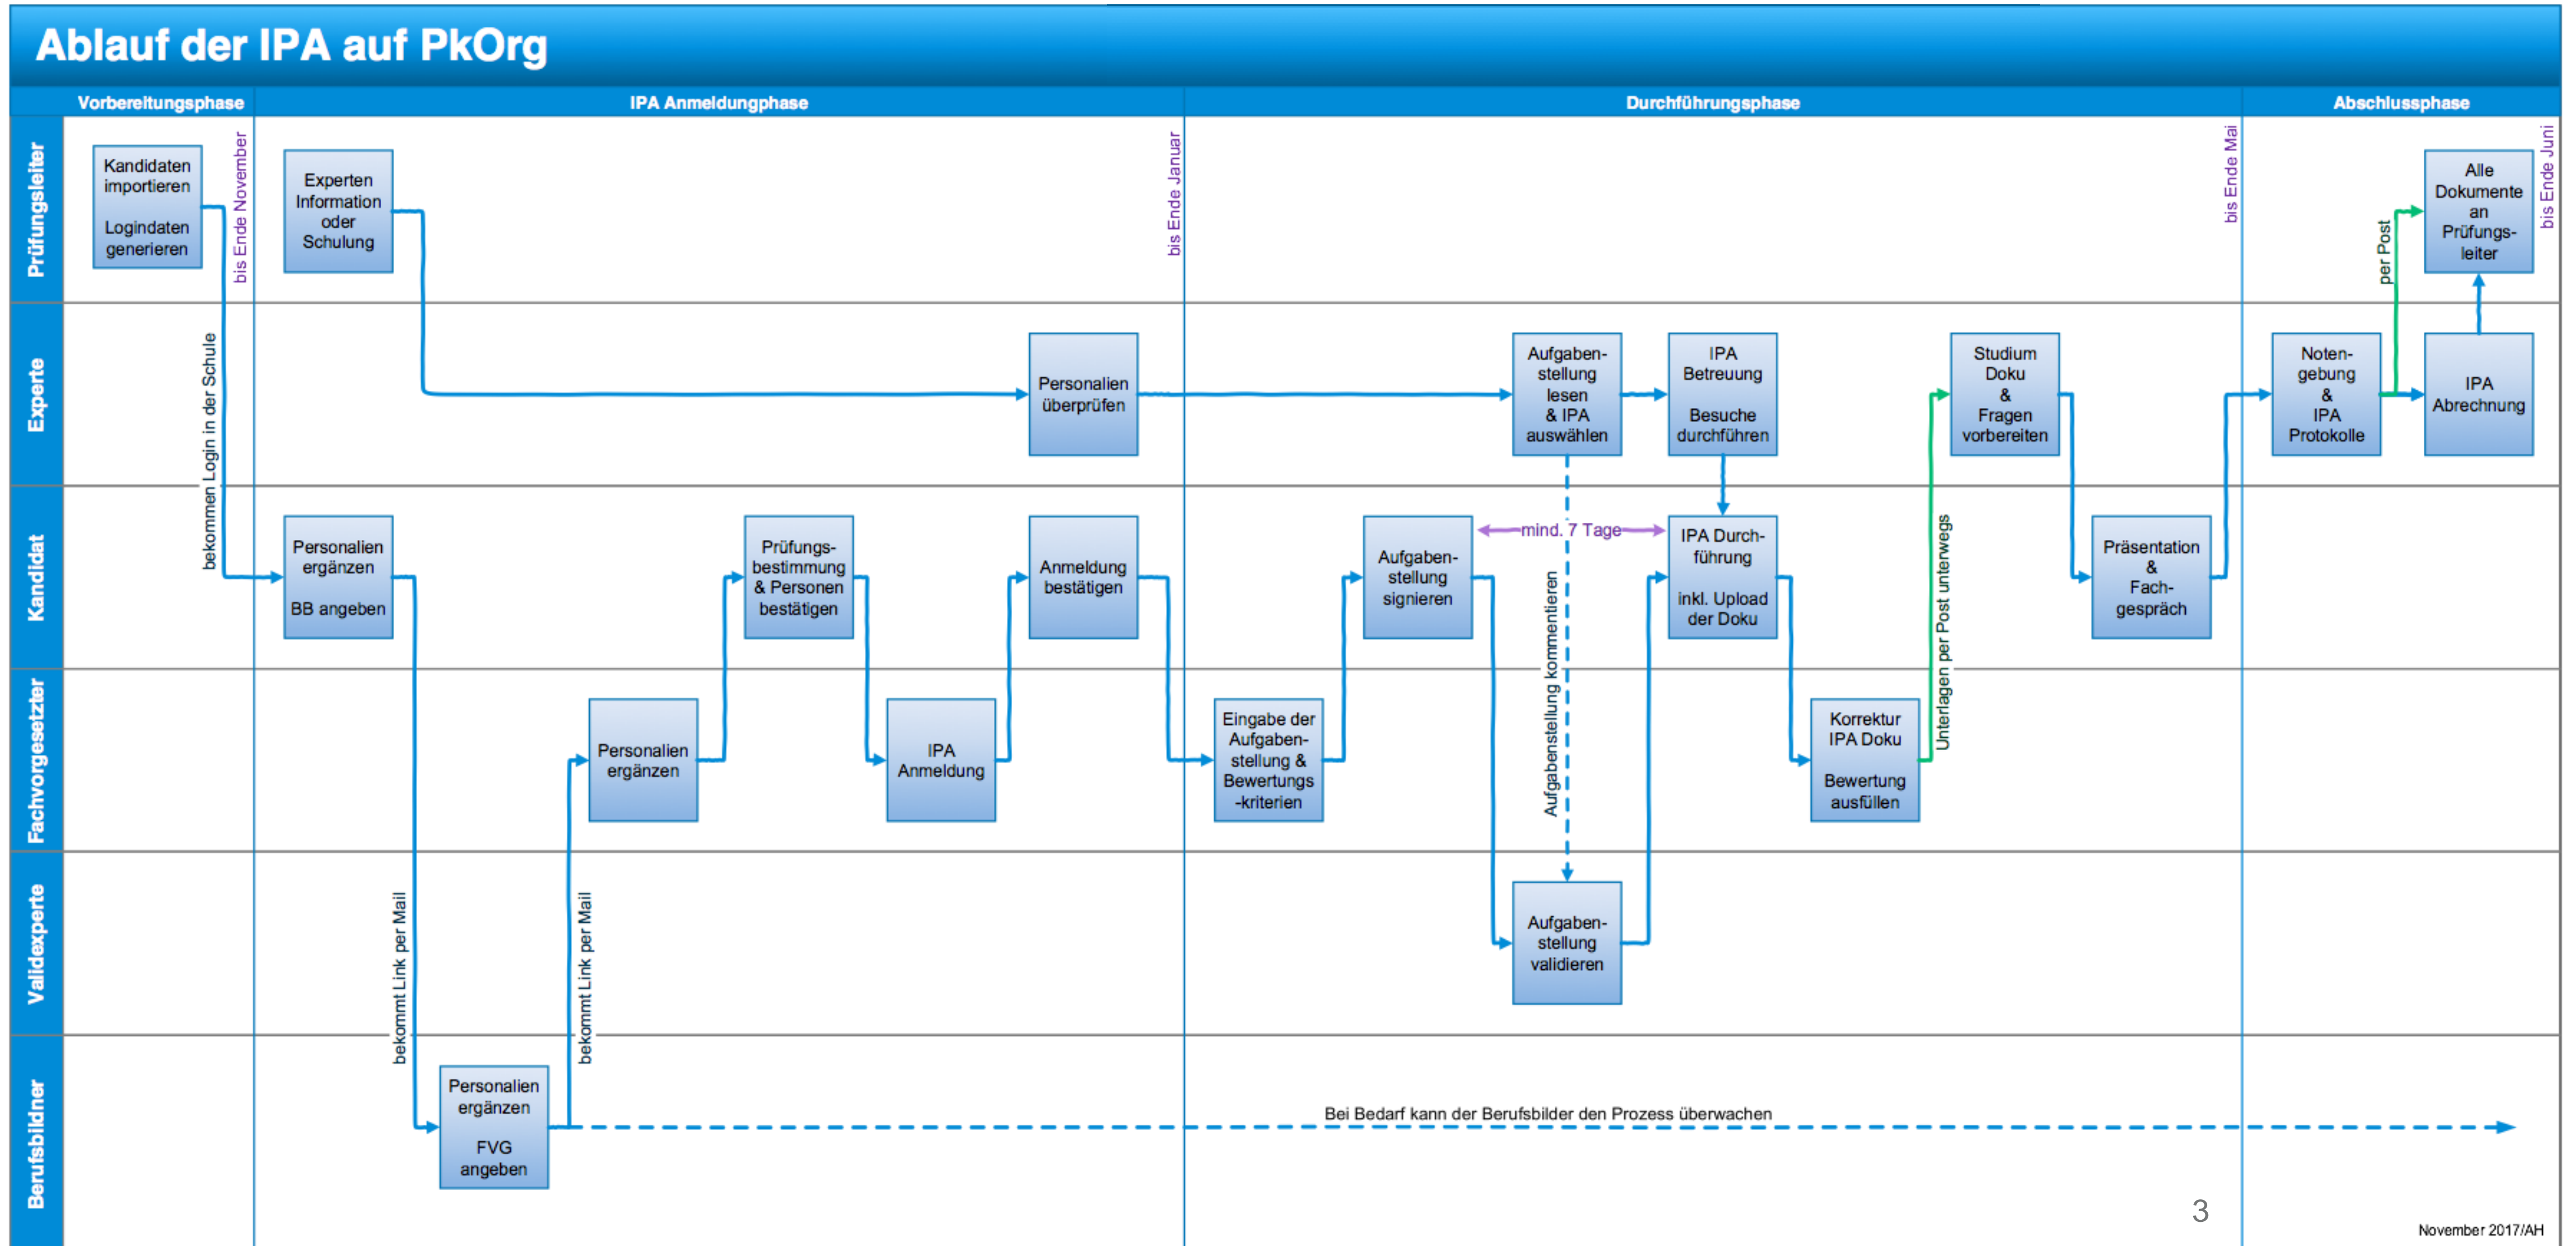 Ablauf der IPA auf PkOrg
Vorbereitungsphase
IPA Anmeldungphase
Durchführungsphase
Abschlussphase
Prüfungsleiter
Kandidaten
importieren
Logindaten
generieren
bis Ende November
Experten
Information
oder
Schulung
bis Ende Januar
bis Ende Mai
per Post
Alle
Dokumente
an
Prüfungs-
leiter
bis Ende Juni
Experte
bekommen Login in der Schule
Personalien
überprüfen
Aufgaben-
stellung
lesen
& IPA
auswählen
IPA
Betreuung
Besuche
durchführen
Studium
Doku
&
Fragen
vorbereiten
Noten-
gebung
&
IPA
Protokolle
IPA
Abrechnung
Kandidat
Personalien
ergänzen
BB angeben
Prüfungs-
bestimmung
& Personen
bestätigen
Anmeldung
bestätigen
Aufgaben-
stellung
signieren
mind. 7 Tage
IPA Durch-
führung
inkl. Upload
der Doku
Präsentation
&
Fach-
gespräch
Fachvorgesetzter
Personalien
ergänzen
IPA
Anmeldung
Eingabe der
Aufgaben-
stellung &
Bewertungs
-kriterien
Aufgabenstellung kommentieren
Korrektur
IPA Doku
Bewertung
ausfüllen
Unterlagen per Post unterwegs
Validexperte
bekommt Link per Mail
bekommt Link per Mail
Aufgaben-
stellung
validieren
Berufsbildner
Personalien
ergänzen
FVG
angeben
Bei Bedarf kann der Berufsbilder den Prozess überwachen
3
November 2017/AH